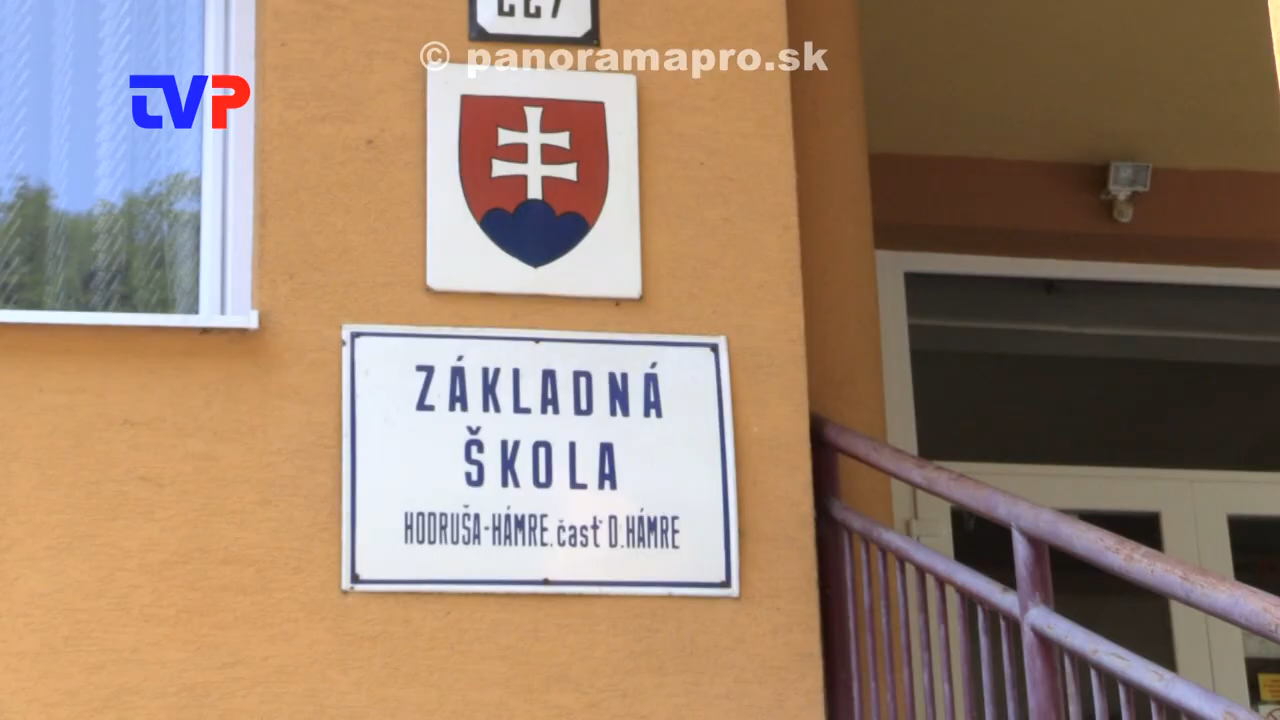 © panoramapro.sk
TVP
ZÁKLADNÁ
ŠKOLA
HODRUŠA-HÁMRE.časť D.HÁMRE